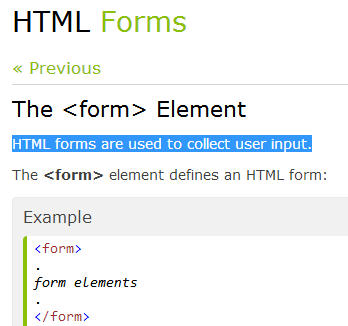 HTML Forms
« Previous
The <form> Element
HTML forms are used to collect user input.
The <form> element defines an HTML form:
Example
<form>
.
form elements
.
</form>